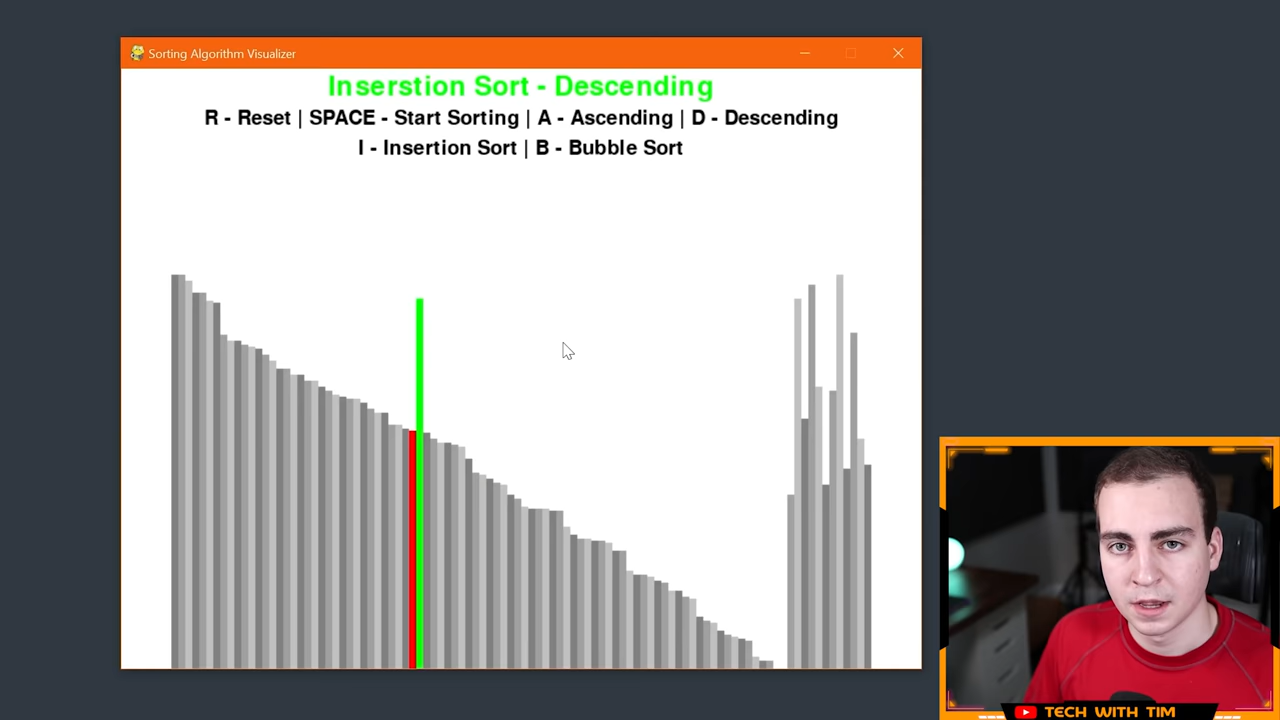 Sorting Algorithm Visualizer
Inserstion Sort - Descending
R - Reset | SPACE - Start Sorting | A - Ascending | D - Descending
I - Insertion Sort | B - Bubble Sort
TECH WITH TIM